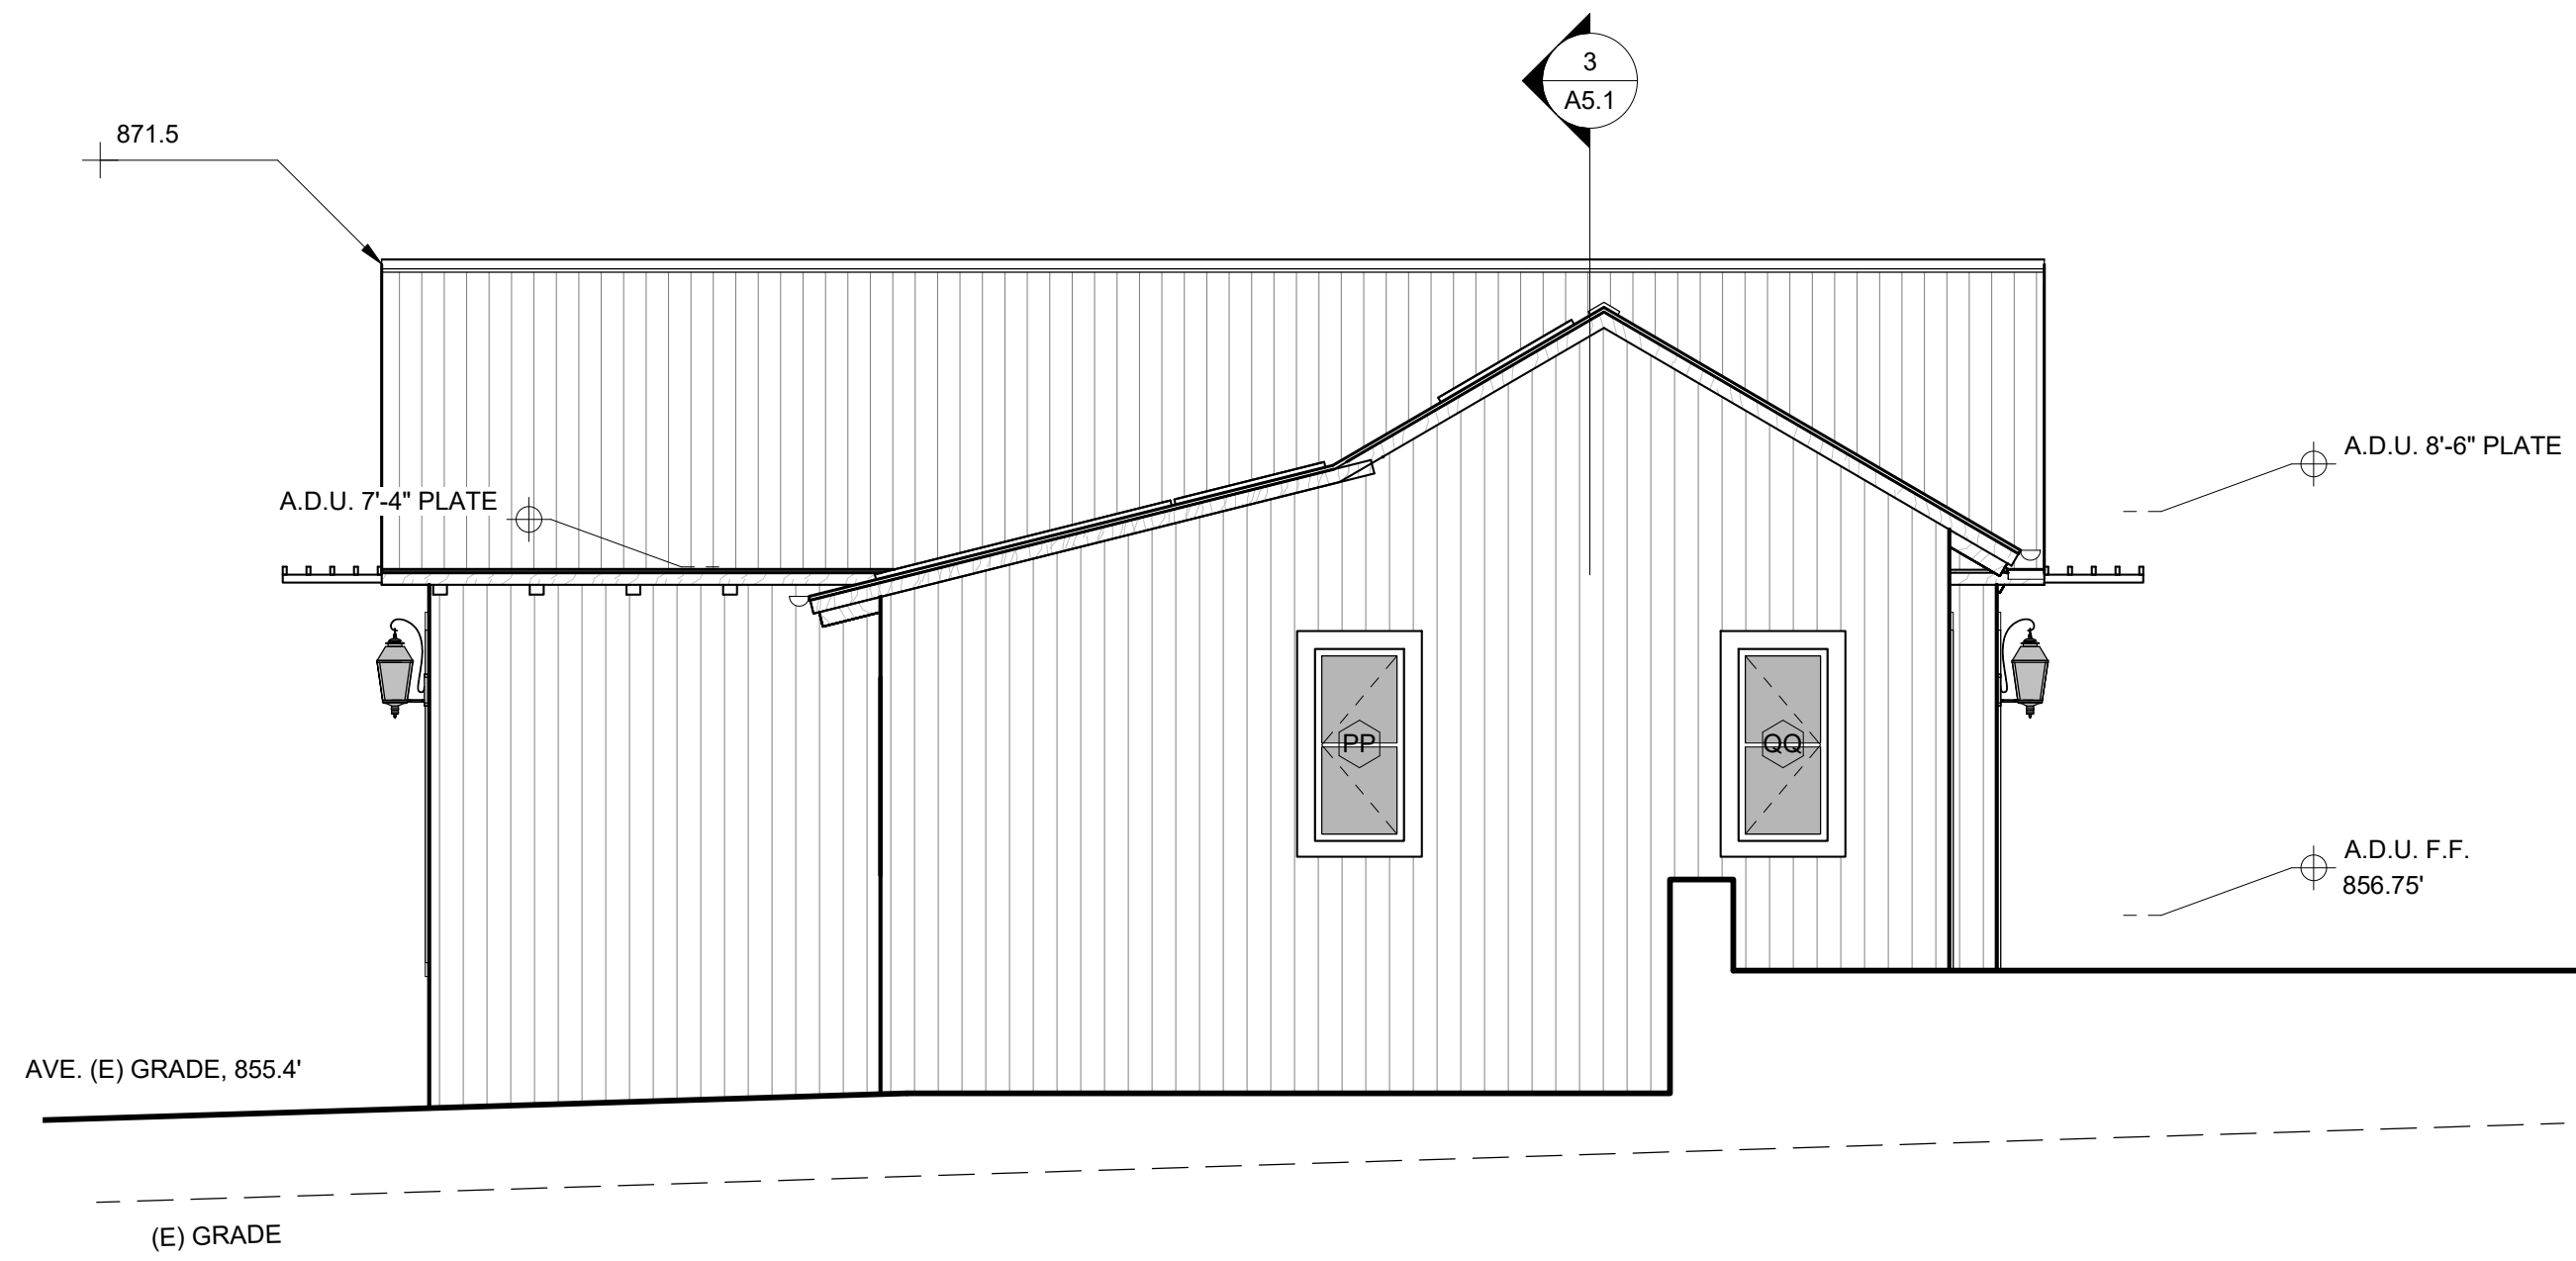 3
A5.1
871.5
A.D.U. 8'-6" PLATE
A.D.U. 7'-4" PLATE
PP
QQ
A.D.U. F.F.
856.75'
AVE. (E) GRADE, 855.4'
(E) GRADE